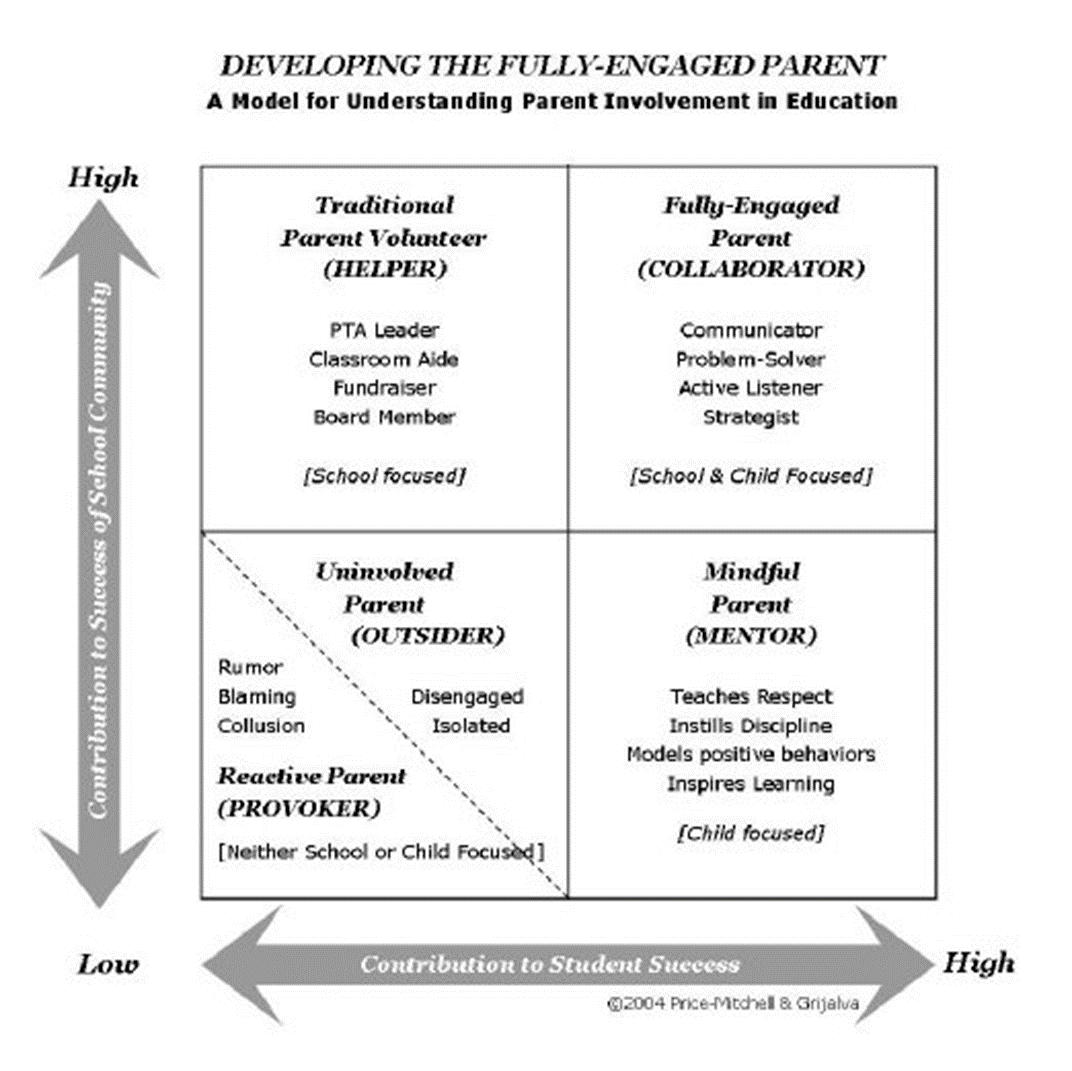 DEVELOPING THE FULLY-ENGAGED PARENT
A Model for Understanding Parent Involvement in Education
High
Contribution to Success of School Community
Low
Traditional
Parent Volunteer
(HELPER)
PTA Leader
Classroom Aide
Fundraiser
Board Member
[School focused]
Fully-Engaged
Parent
(COLLABORATOR)
Communicator
Problem-Solver
Active Listener
Strategist
[School & Child Focused]
Uninvolved
Parent
(OUTSIDER)
Disengaged
Isolated
Rumor
Blaming
Collusion
Reactive Parent
(PROVOKER)
[Neither School or Child Focused]
Mindful
Parent
(MENTOR)
Teaches Respect
Instills Discipline
Models positive behaviors
Inspires Learning
[Child focused]
Contribution to Student Success
High
©2004 Price-Mitchell & Grijalva